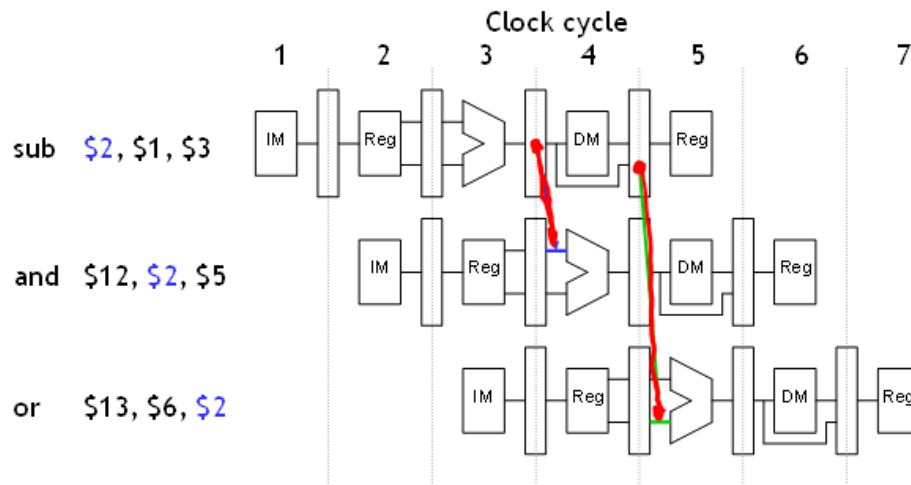 Clock cycle
1 2 3 4 5 6 7
IM Reg DM Reg
sub $2, $1, $3
IM Reg DM Reg
and $12, $2, $5
IM Reg DM Reg
or $13, $6, $2